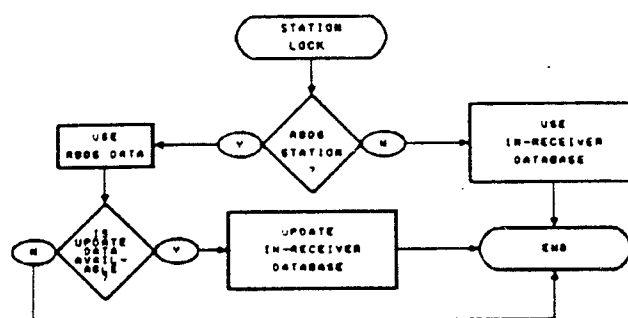 STATION
LOCK
RBDS
STATION
?
Y
N
USE
RBDS DATA
USE
IN-RECEIVER
DATABASE
IS
UPDATE
DATA
AVAIL-
ABLE
?
N
Y
UPDATE
IN-RECEIVER
DATABASE
END